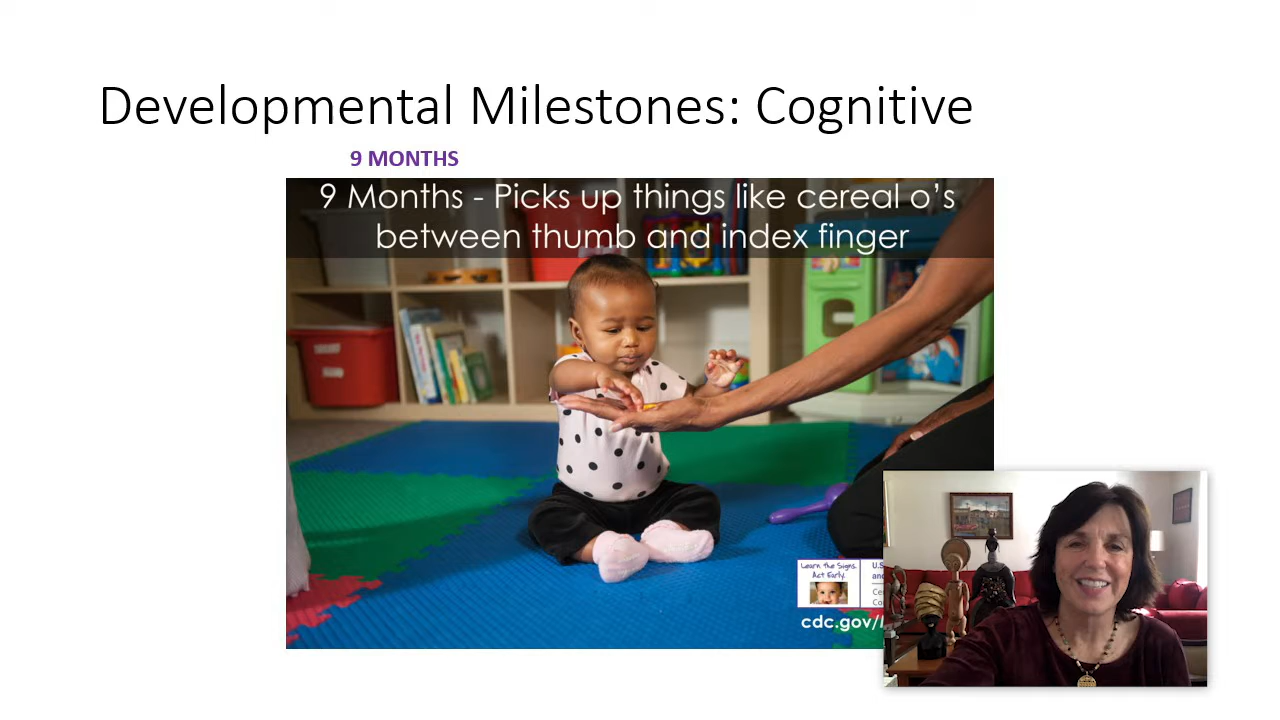 Developmental Milestones: Cognitive
9 MONTHS
9 Months - Picks up things like cereal o’s
between thumb and index finger
Learn the Signs.
Act Early.
cdc.gov/